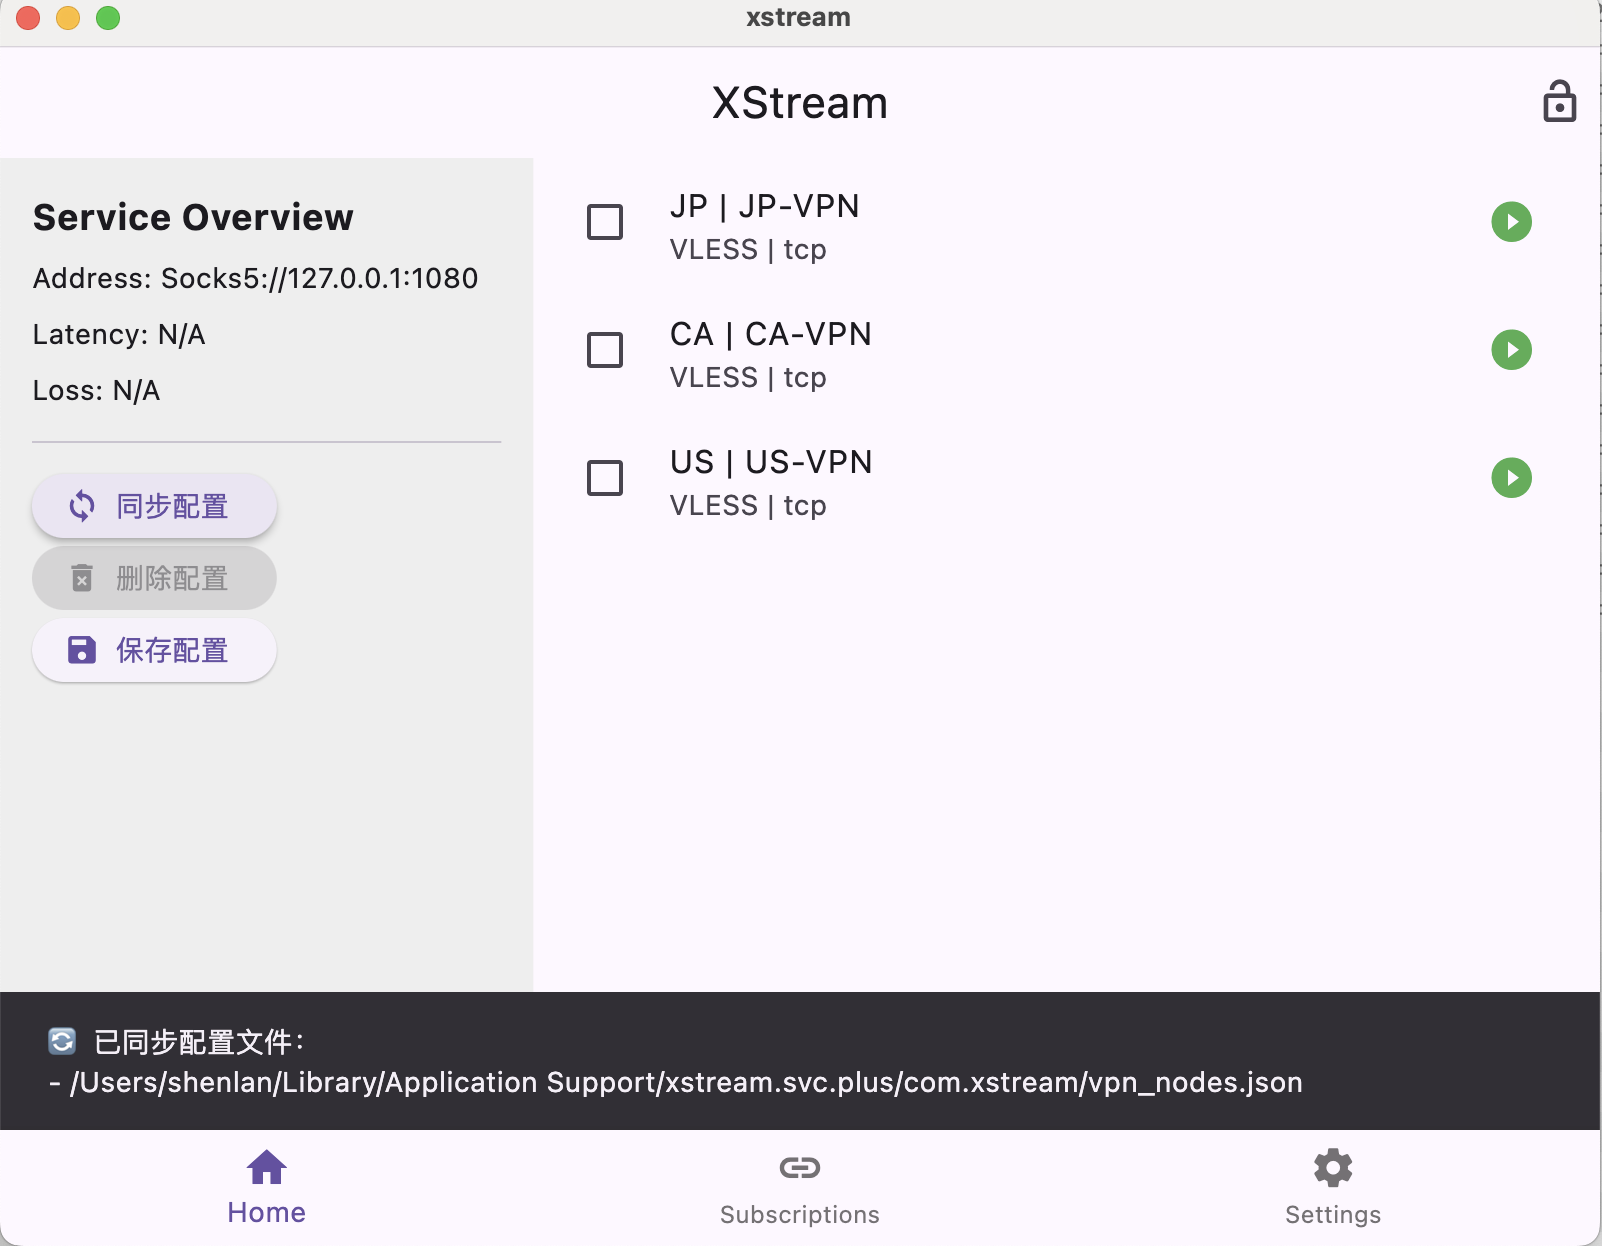 xstream
XStream
Service Overview
Address: Socks5://127.0.0.1:1080
Latency: N/A
Loss: N/A
同步配置
删除配置
保存配置
JP | JP-VPN
VLESS | tcp
CA | CA-VPN
VLESS | tcp
US | US-VPN
VLESS | tcp
已同步配置文件：
- /Users/shenlan/Library/Application Support/xstream.svc.plus/com.xstream/vpn_nodes.json
Home
Subscriptions
Settings